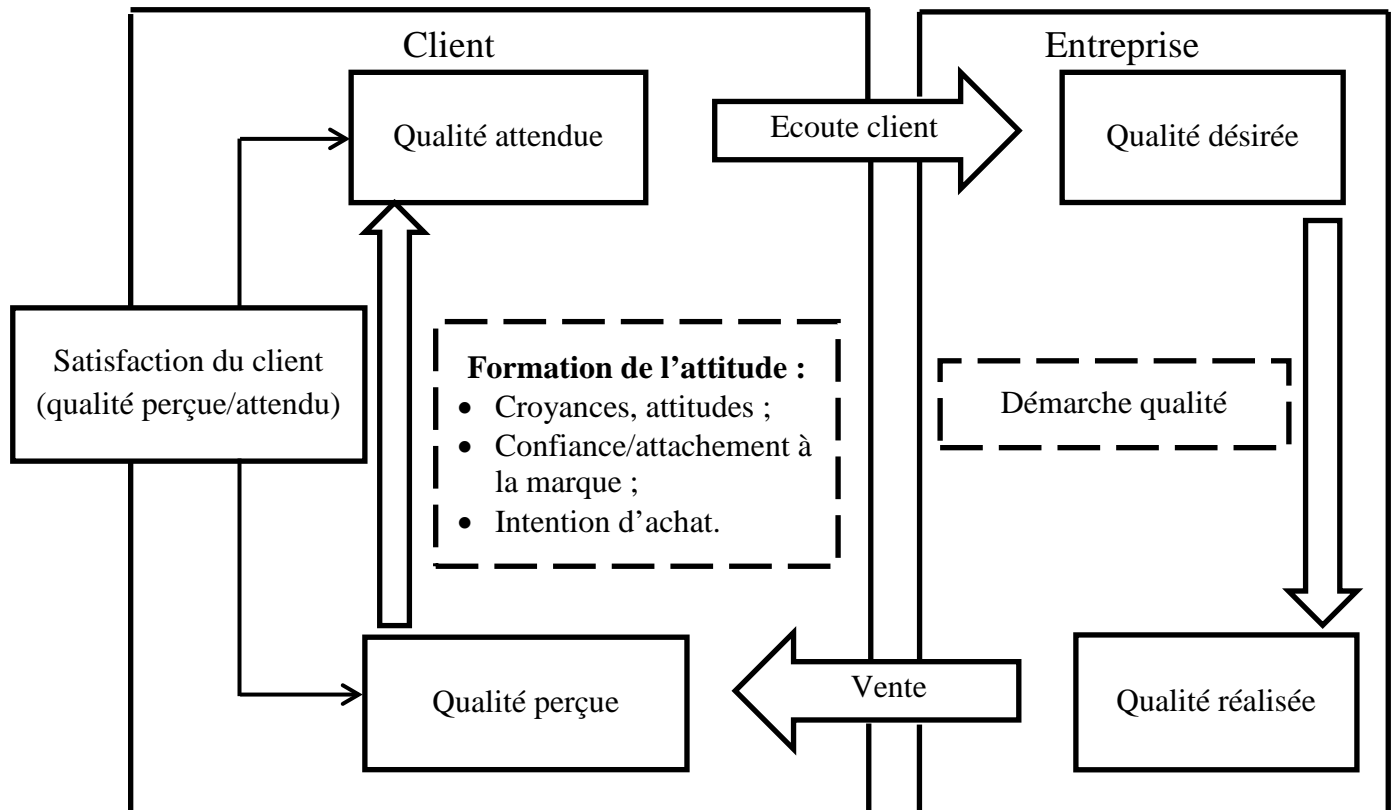 Client
Entreprise
Qualité attendue
Ecoute client
Qualité désirée
Satisfaction du client
(qualité perçue/attendu)
Formation de l’attitude :
• Croyances, attitudes ;
• Confiance/attachement à
la marque ;
• Intention d’achat.
Démarche qualité
Qualité perçue
Vente
Qualité réalisée